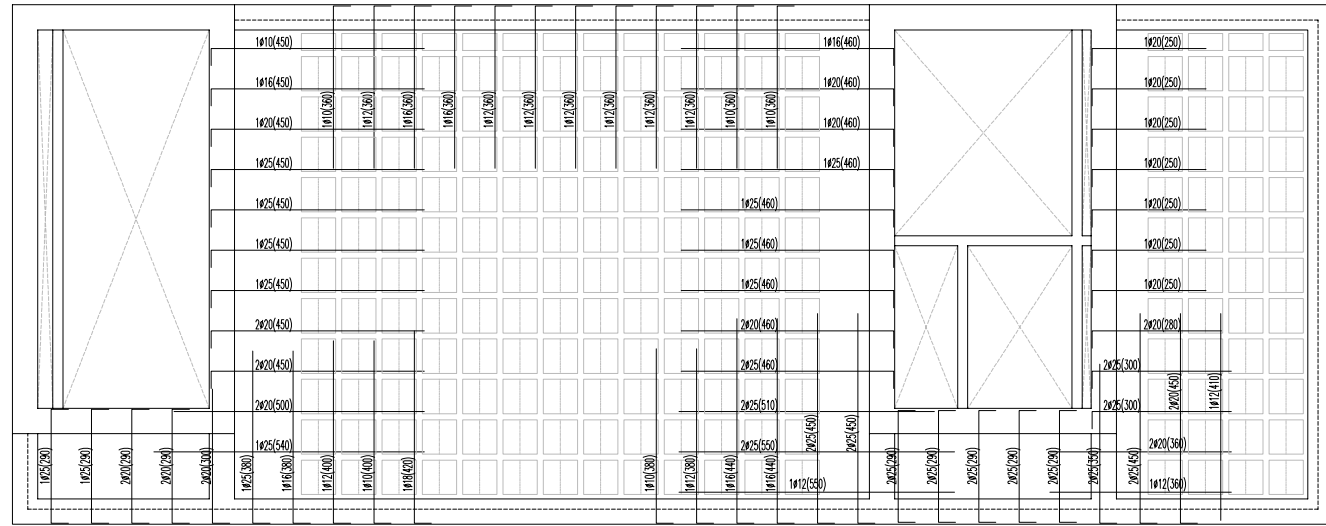 1ø10(450)
1ø16(450)
1ø20(450)
1ø25(450)
1ø25(450)
1ø25(450)
1ø25(450)
2ø20(450)
2ø20(450)
2ø20(500)
1ø25(540)
1ø10(360)
1ø12(360)
1ø16(360)
1ø16(360)
1ø12(360)
1ø12(360)
1ø12(360)
1ø12(360)
1ø12(360)
1ø12(360)
1ø10(360)
1ø10(360)
1ø16(460)
1ø20(460)
1ø20(460)
1ø25(460)
1ø25(460)
1ø25(460)
1ø25(460)
2ø20(460)
2ø25(460)
2ø25(510)
2ø25(550)
1ø12(550)
1ø20(250)
1ø20(250)
1ø20(250)
1ø20(250)
1ø20(250)
1ø20(250)
1ø20(250)
2ø20(280)
2ø25(300)
2ø25(300)
2ø20(360)
1ø12(360)
1ø25(290)
1ø25(290)
2ø20(290)
2ø20(290)
2ø20(300)
1ø25(380)
1ø16(380)
1ø12(400)
1ø10(400)
1ø18(420)
1ø10(380)
1ø12(380)
1ø16(440)
1ø16(440)
2ø25(450)
2ø25(450)
2ø25(290)
2ø25(290)
2ø25(290)
2ø25(290)
2ø25(290)
2ø25(350)
2ø25(450)
2ø20(450)
1ø12(410)